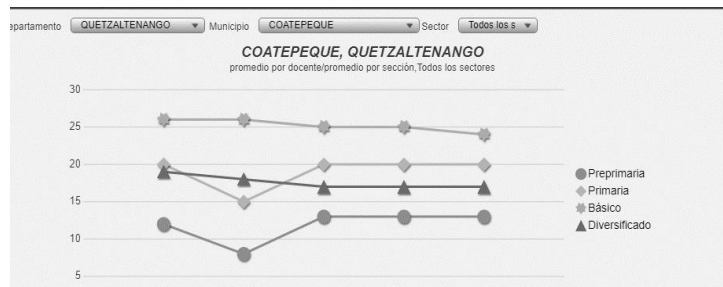 epartamento QUETZALTENANGO Municipio COATEPEQUE Sector Todos los s
COATEPEQUE, QUETZALTENANGO
promedio por docente/promedio por sección,Todos los sectores
30
25
20
15
10
5
Preprimaria
Primaria
Básico
Diversificado